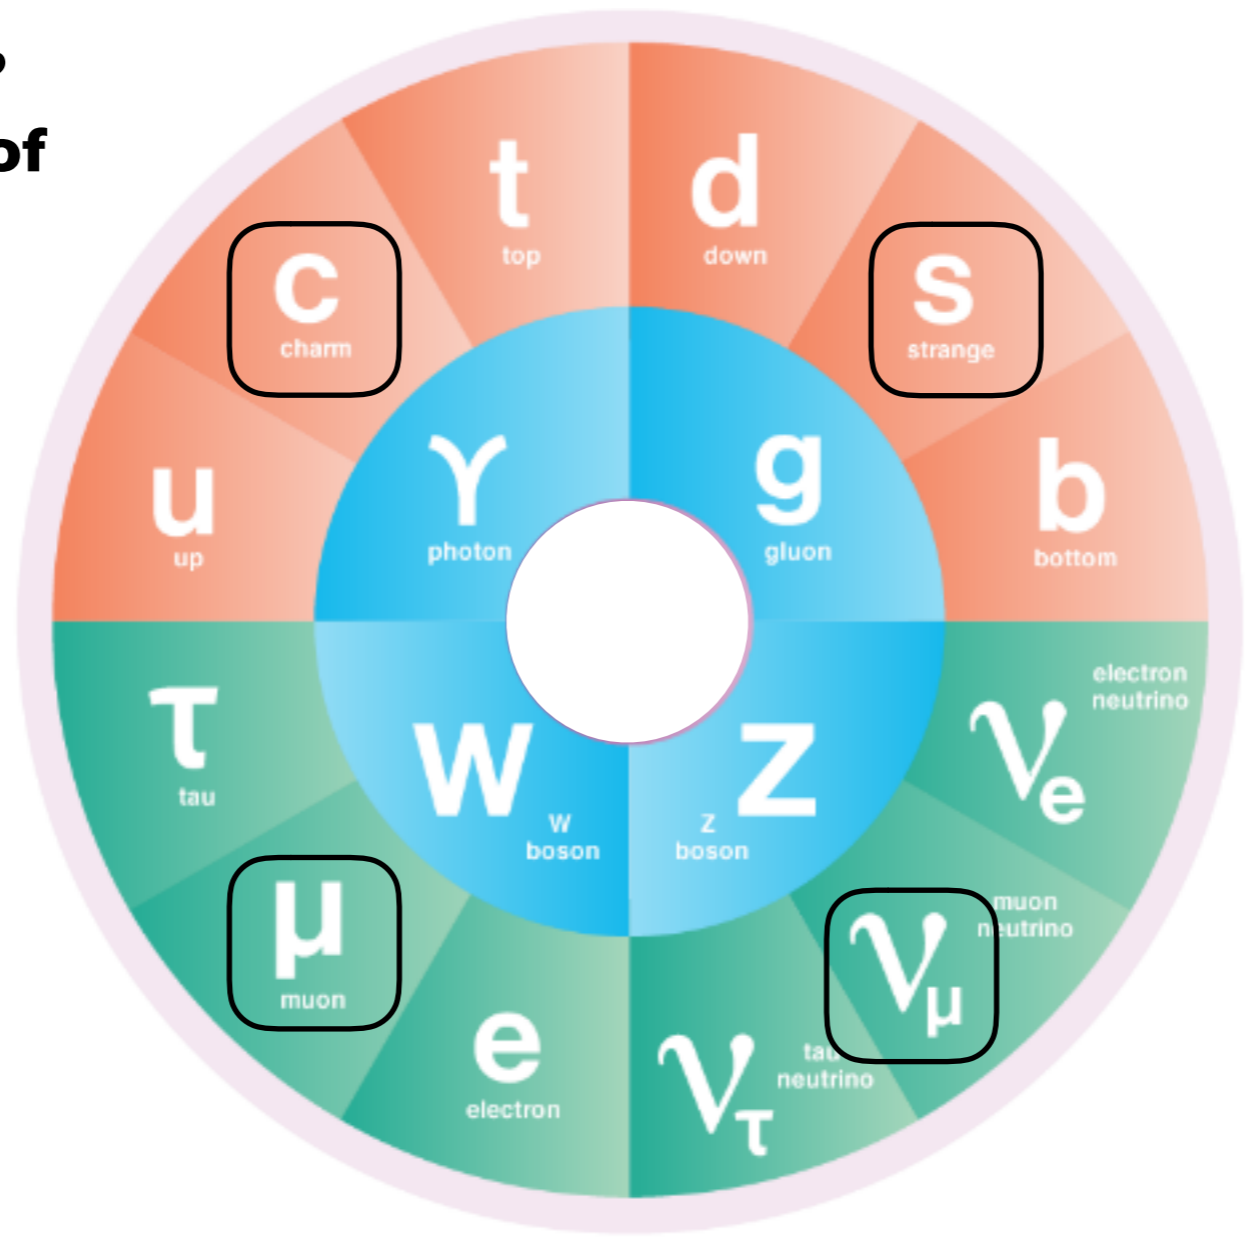 of
t
top
d
down
c
charm
s
strange
u
up
γ
photon
g
gluon
b
bottom
τ
tau
W
W
boson
Z
Z
boson
νe
electron
neutrino
μ
muon
νμ
muon
neutrino
e
electron
ντ
tau
neutrino